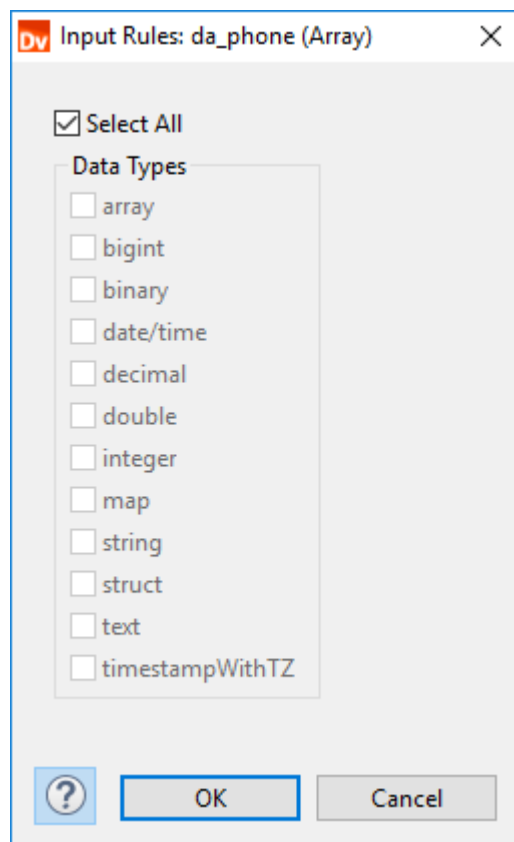 Dv Input Rules: da_phone (Array)
Select All
Data Types
array
bigint
binary
date/time
decimal
double
integer
map
string
struct
text
timestampWithTZ
? OK Cancel